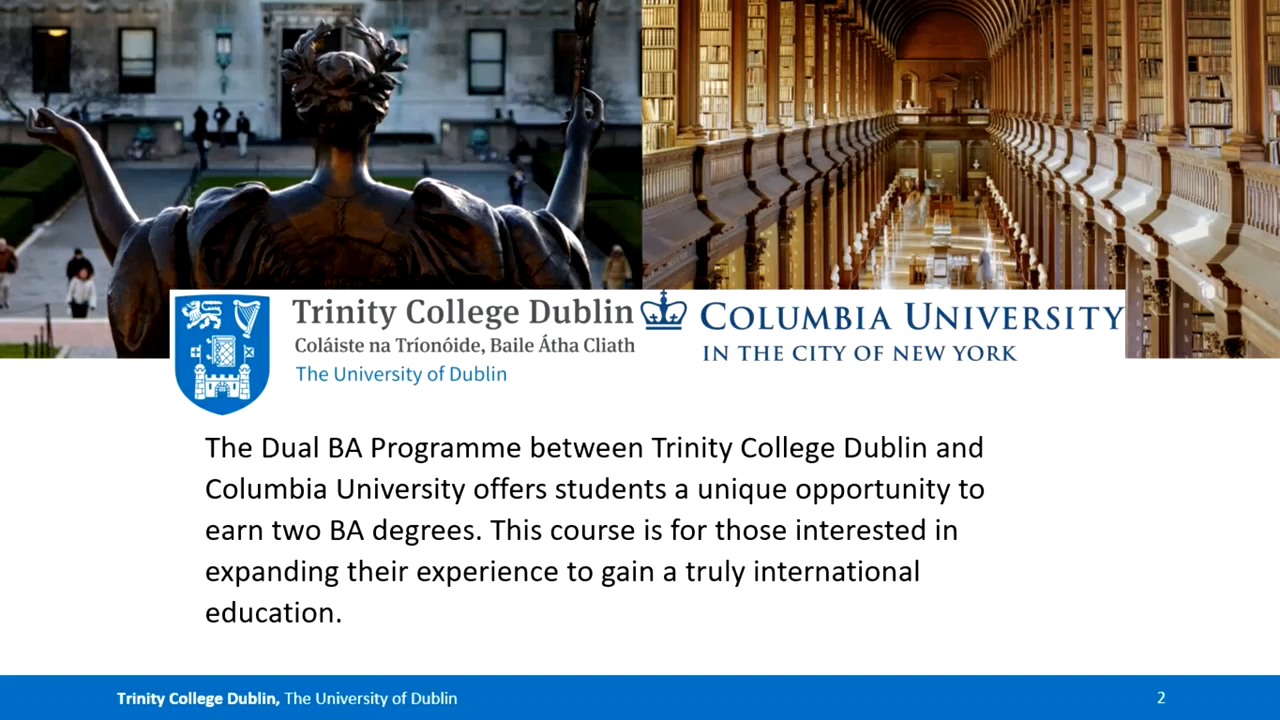 Trinity College Dublin
Coláiste na Tríonóide, Baile Átha Cliath
The University of Dublin
COLUMBIA UNIVERSITY
IN THE CITY OF NEW YORK
The Dual BA Programme between Trinity College Dublin and
Columbia University offers students a unique opportunity to
earn two BA degrees. This course is for those interested in
expanding their experience to gain a truly international
education.
Trinity College Dublin, The University of Dublin
2